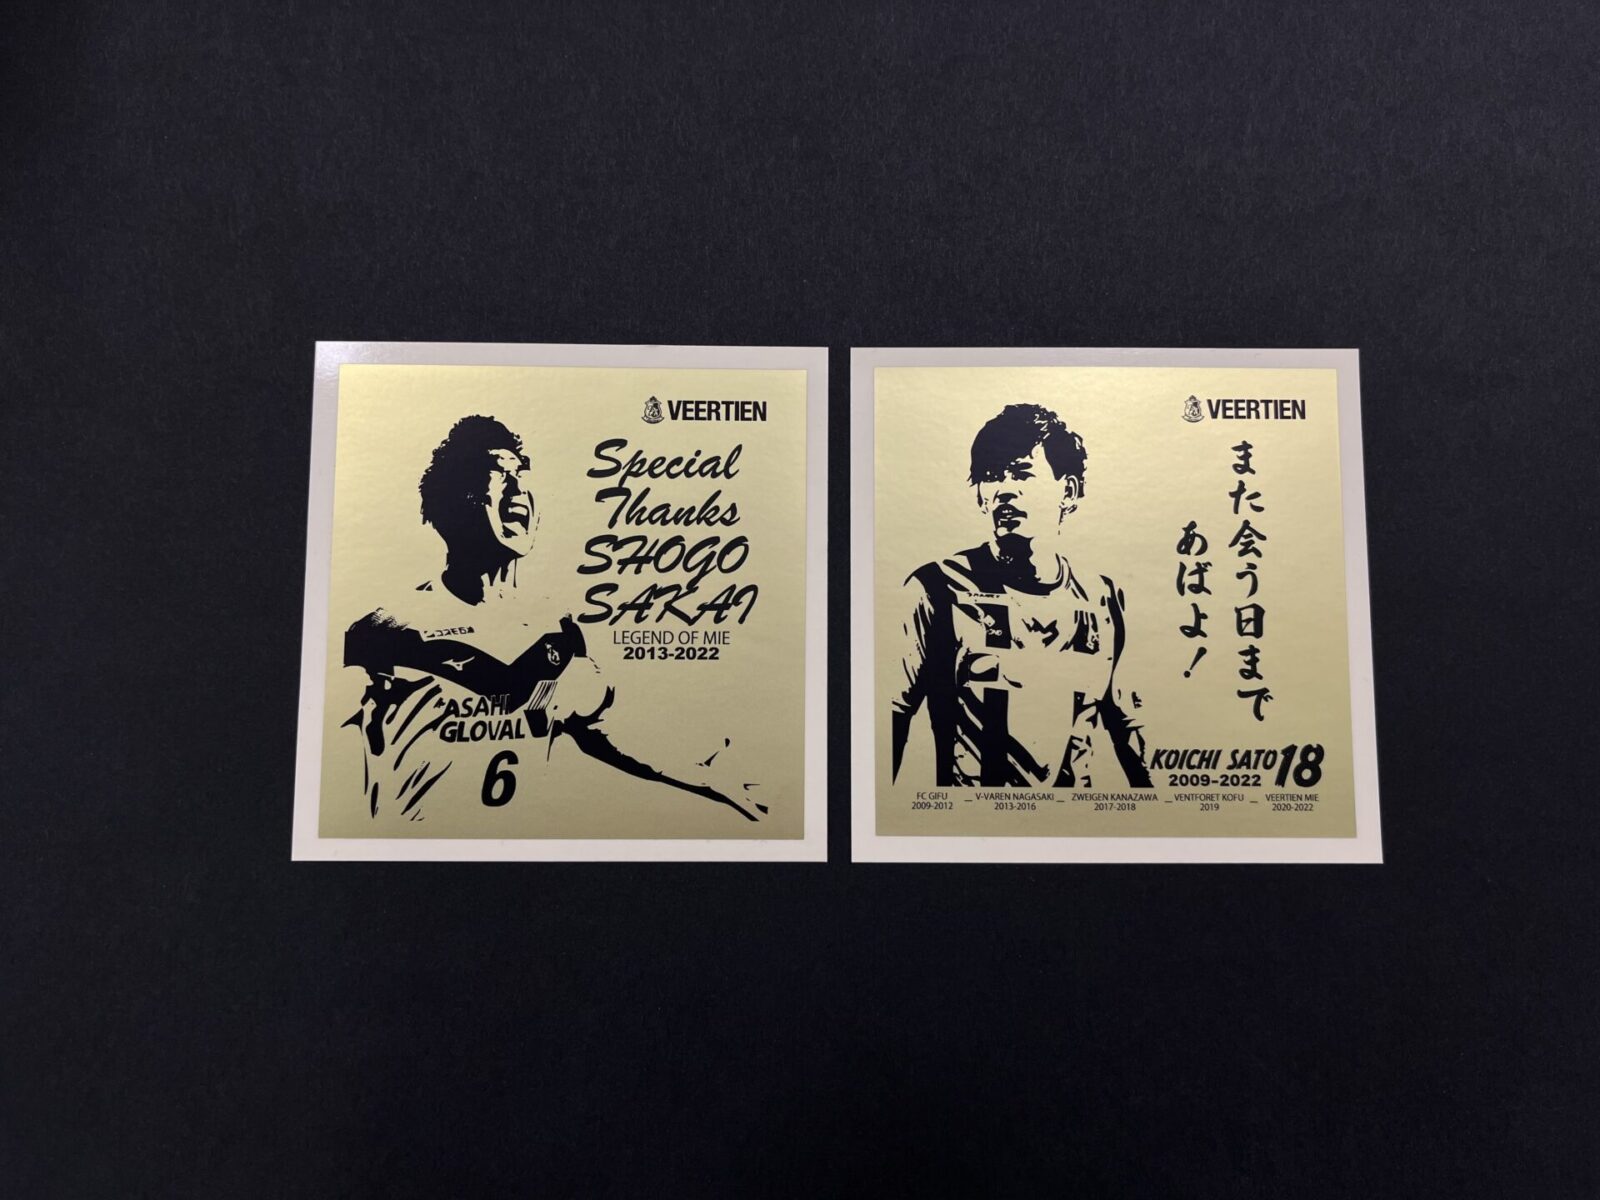 VEERTIEN
Special
Thanks
SHOGO
SAKAI
LEGEND OF MIE
2013-2022
ASAHI
GLOVAL
6
VEERTIEN
また会う日まで
あばよ!
KOICHI SATO 18
2009-2022
FC GIFU _ V-VAREN NAGASAKI _ ZWEIGEN KANAZAWA _ VENTFORET KOFU _ VEERTIEN MIE
2009-2012 2013-2016 2017-2018 2019 2020-2022